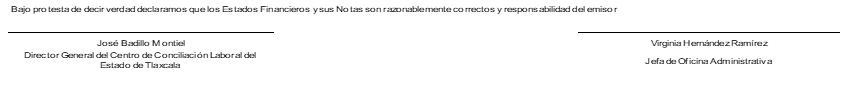 Bajo protesta de decir verdad declaramos que los Estados Financieros y sus Notas son razonablemente correctos y responsabilidad del emisor
José Badillo Montiel
Director General del Centro de Conciliación Laboral del
Estado de Tlaxcala
Virginia Hernández Ramírez
Jefa de Oficina Administrativa